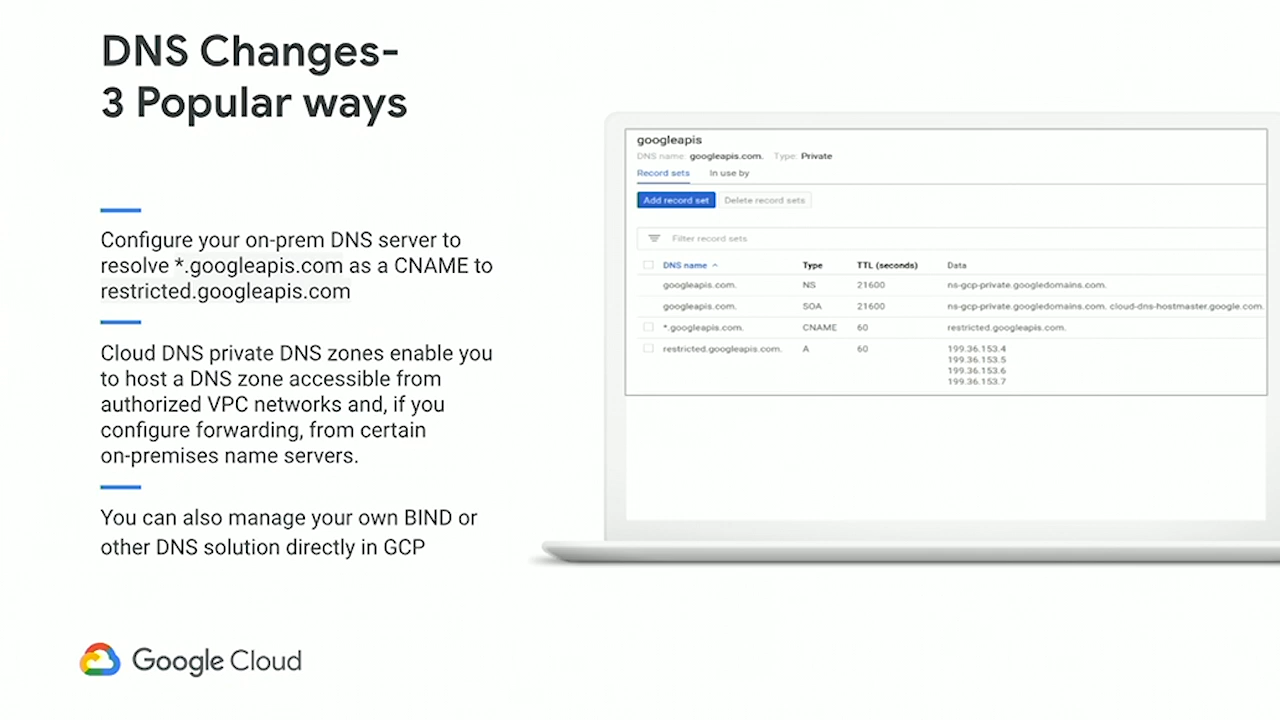 DNS Changes-
3 Popular ways
Configure your on-prem DNS server to
resolve *.googleapis.com as a CNAME to
restricted.googleapis.com
Cloud DNS private DNS zones enable you
to host a DNS zone accessible from
authorized VPC networks and, if you
configure forwarding, from certain
on-premises name servers.
You can also manage your own BIND or
other DNS solution directly in GCP
Google Cloud
googleapis
DNS name: googleapis.com. Type: Private
Record sets In use by
Add record set Delete record sets
Filter record sets
DNS name Type TTL (seconds) Data
googleapis.com. NS 21600 ns-gcp-private.googledomains.com.
googleapis.com. SOA 21600 ns-gcp-private.googledomains.com. cloud-dns-hostmaster.google.com.
*.googleapis.com. CNAME 60 restricted.googleapis.com.
restricted.googleapis.com. A 60 199.36.153.4
199.36.153.5
199.36.153.6
199.36.153.7